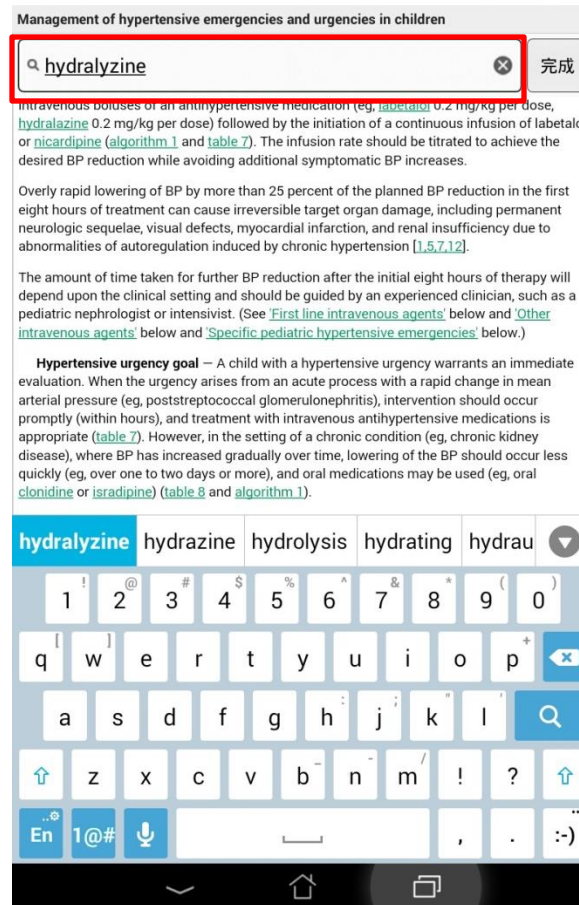 Management of hypertensive emergencies and urgencies in children
hydralyzine
完成
intravenous boluses of an antihypertensive medication (eg, labetalol 0.2 mg/kg per dose,
hydralazine 0.2 mg/kg per dose) followed by the initiation of a continuous infusion of labetalo
or nicardipine (algorithm 1 and table 7). The infusion rate should be titrated to achieve the
desired BP reduction while avoiding additional symptomatic BP increases.
Overly rapid lowering of BP by more than 25 percent of the planned BP reduction in the first
eight hours of treatment can cause irreversible target organ damage, including permanent
neurologic sequelae, visual defects, myocardial infarction, and renal insufficiency due to
abnormalities of autoregulation induced by chronic hypertension [1,5,7,12].
The amount of time taken for further BP reduction after the initial eight hours of therapy will
depend upon the clinical setting and should be guided by an experienced clinician, such as a
pediatric nephrologist or intensivist. (See 'First line intravenous agents' below and 'Other
intravenous agents' below and 'Specific pediatric hypertensive emergencies' below.)
Hypertensive urgency goal — A child with a hypertensive urgency warrants an immediate
evaluation. When the urgency arises from an acute process with a rapid change in mean
arterial pressure (eg, poststreptococcal glomerulonephritis), intervention should occur
promptly (within hours), and treatment with intravenous antihypertensive medications is
appropriate (table 7). However, in the setting of a chronic condition (eg, chronic kidney
disease), where BP has increased gradually over time, lowering of the BP should occur less
quickly (eg, over one to two days or more), and oral medications may be used (eg, oral
clonidine or isradipine) (table 8 and algorithm 1).
hydralyzine hydrazine hydrolysis hydrating hydrau
! @ # $ % ^ & * ( )
1 2 3 4 5 6 7 8 9 0
[ ] +
q w e r t y u i o p
: ; " '
a s d f g h j k l
_ - /
z x c v b n m ! ?
En 1@# , . :-)